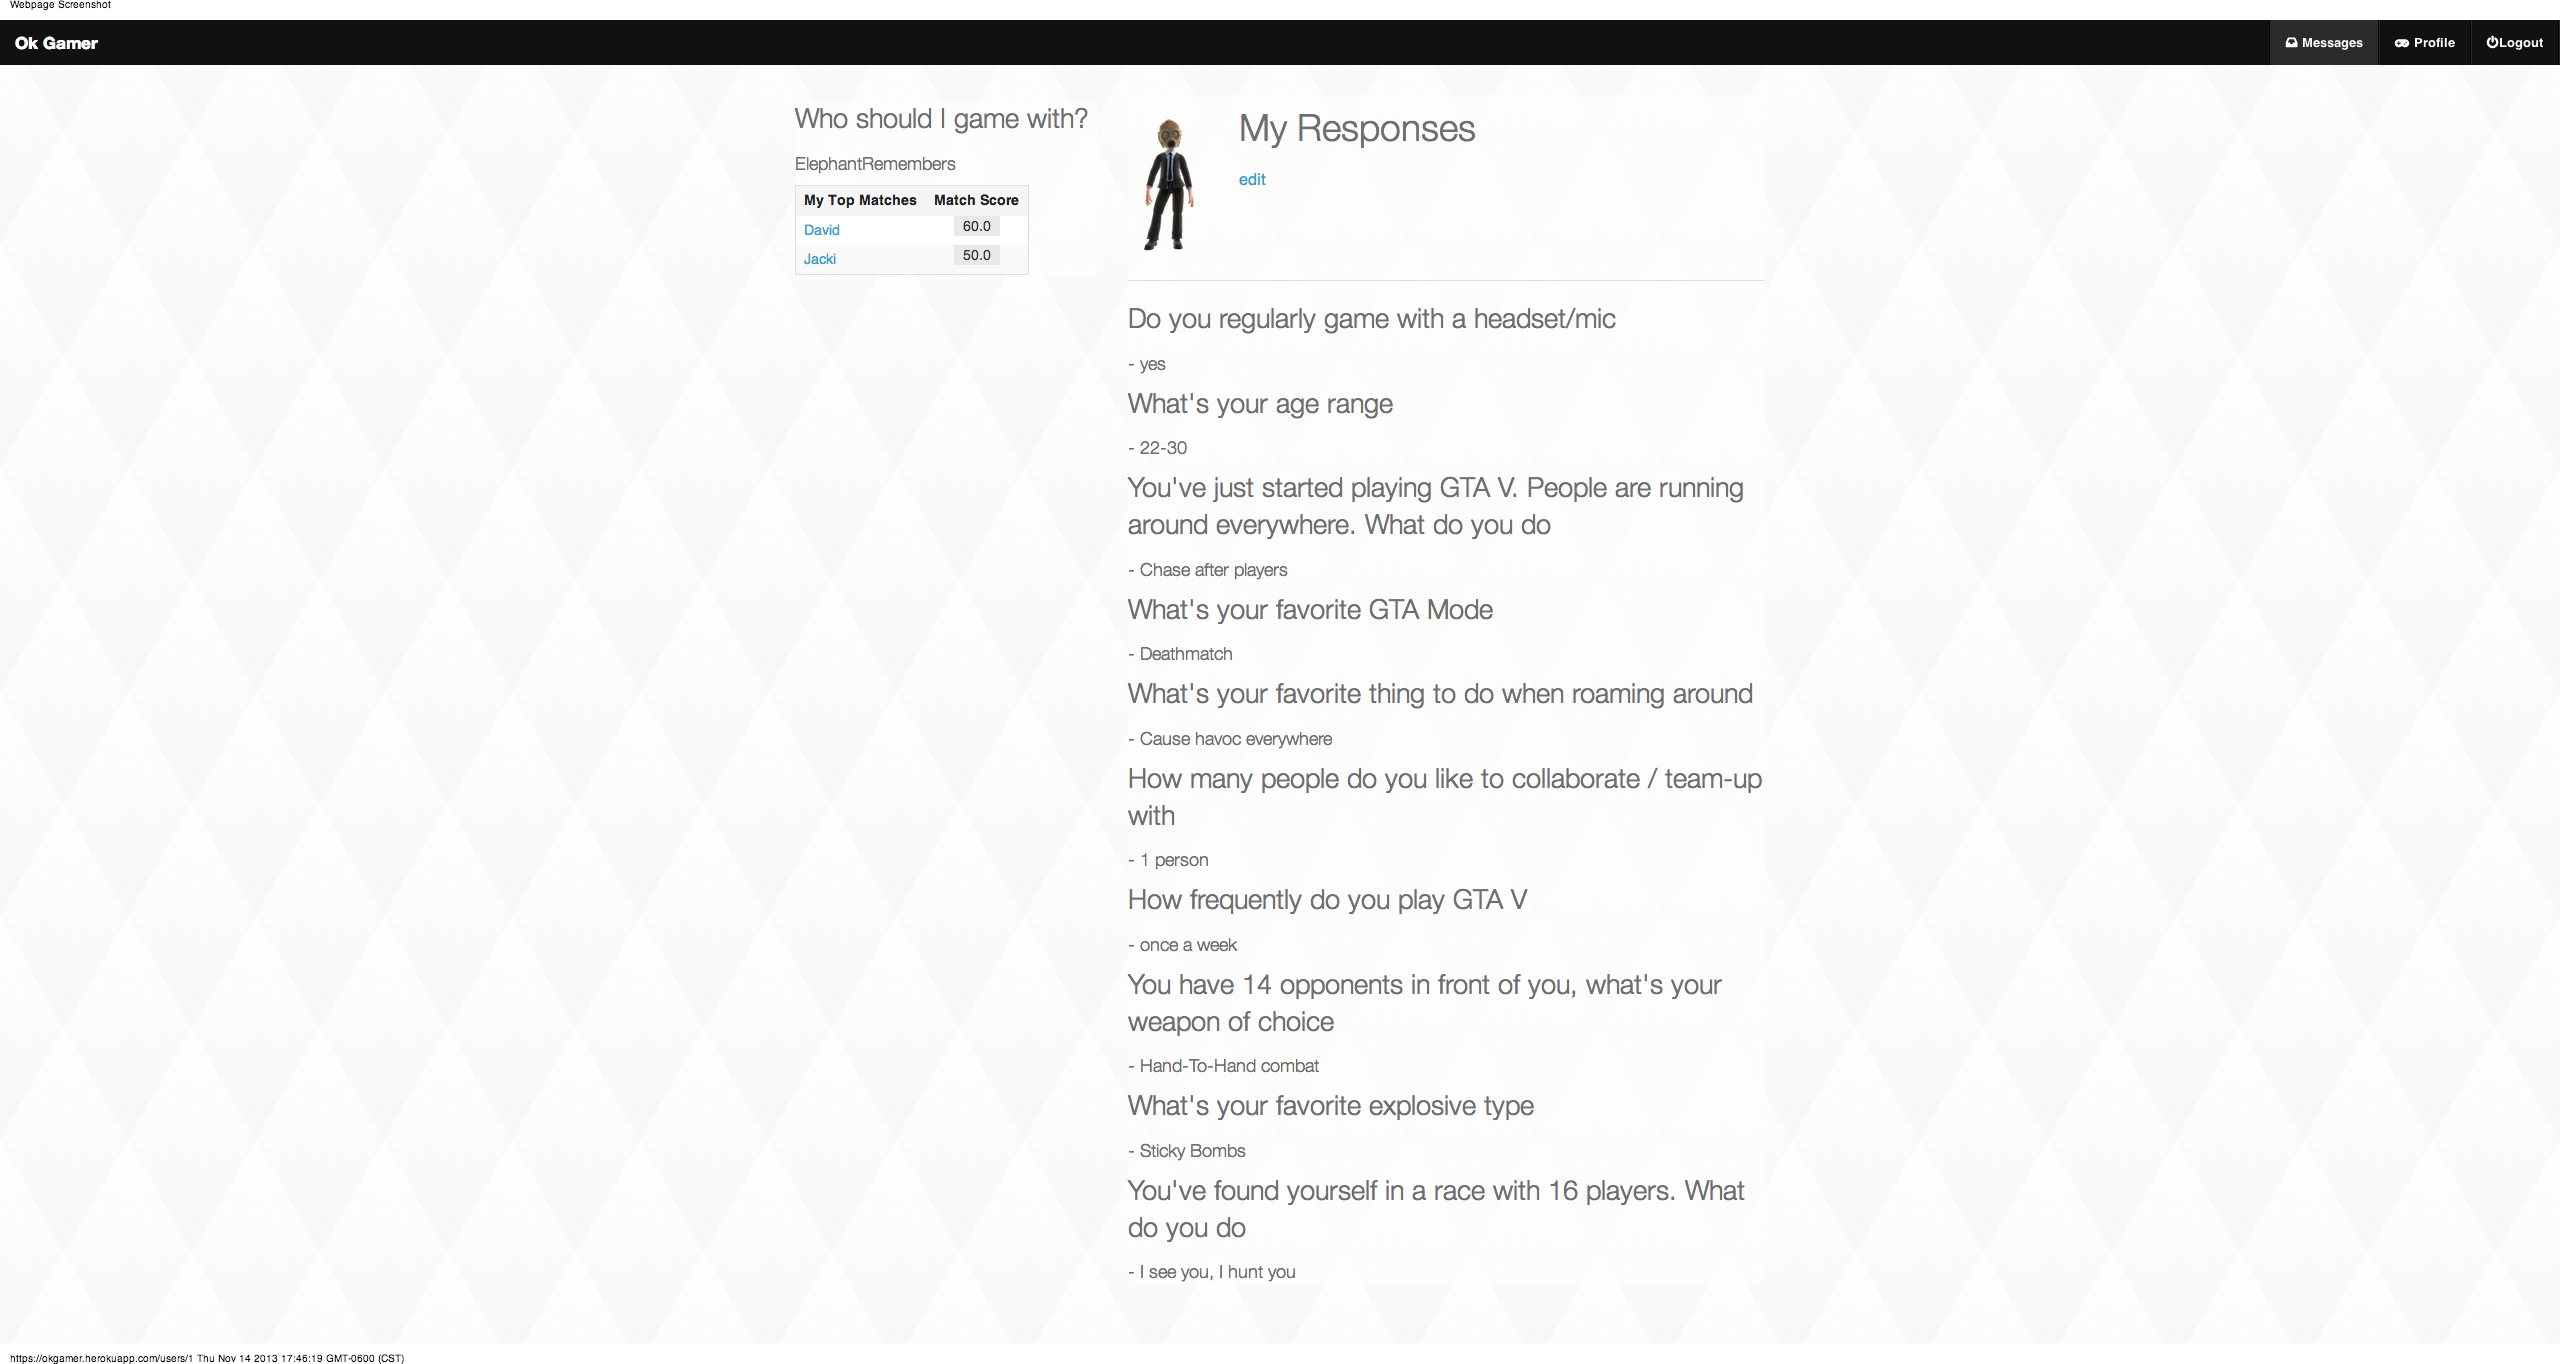 Webpage Screenshot
Ok Gamer
Messages
Profile
Logout
Who should I game with?
ElephantRemembers
My Top Matches Match Score
David 60.0
Jacki 50.0
My Responses
edit
Do you regularly game with a headset/mic
- yes
What's your age range
- 22-30
You've just started playing GTA V. People are running
around everywhere. What do you do
- Chase after players
What's your favorite GTA Mode
- Deathmatch
What's your favorite thing to do when roaming around
- Cause havoc everywhere
How many people do you like to collaborate / team-up
with
- 1 person
How frequently do you play GTA V
- once a week
You have 14 opponents in front of you, what's your
weapon of choice
- Hand-To-Hand combat
What's your favorite explosive type
- Sticky Bombs
You've found yourself in a race with 16 players. What
do you do
- I see you, I hunt you
https://okgamer.herokuapp.com/users/1 Thu Nov 14 2013 17:46:19 GMT-0600 (CST)